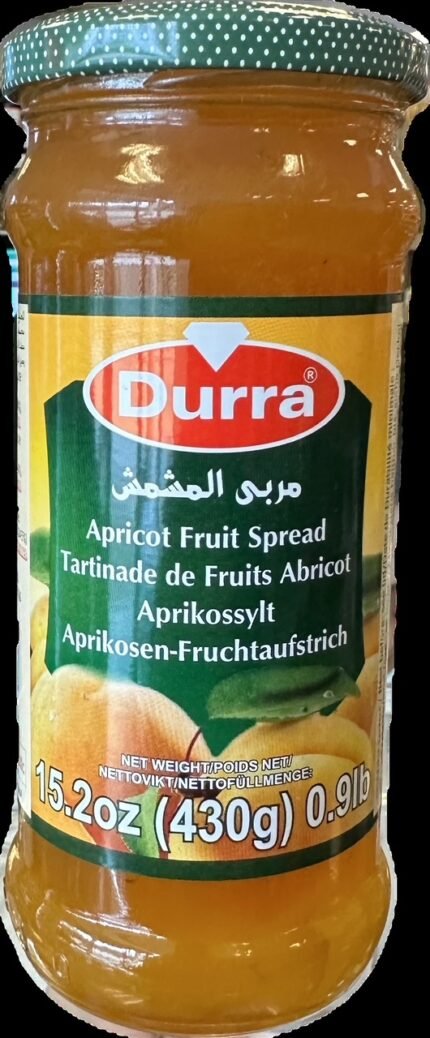 Durra®
مربى المشمش
Apricot Fruit Spread
Tartinade de Fruits Abricot
Aprikossylt
Aprikosen-Fruchtaufstrich
NET WEIGHT/POIDS NET/
NETTOVIKT/NETTOFÜLLMENGE:
15.2oz (430g) 0.9lb